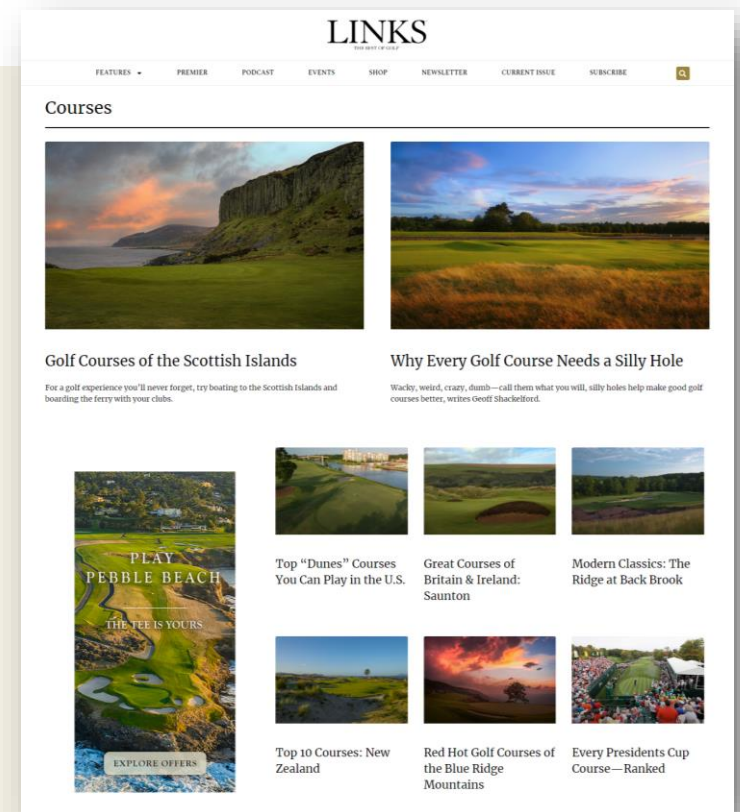 LINKS
THE BEST OF GOLF
FEATURES PREMIER PODCAST EVENTS SHOP NEWSLETTER CURRENT ISSUE SUBSCRIBE
Courses
Golf Courses of the Scottish Islands
For a golf experience you'll never forget, try boating to the Scottish Islands and
boarding the ferry with your clubs.
Why Every Golf Course Needs a Silly Hole
Wacky, weird, crazy, dumb—call them what you will, silly holes help make good golf
courses better, writes Geoff Shackelford.
PLAY
PEBBLE BEACH
THE TEE IS YOURS
EXPLORE OFFERS
Top “Dunes” Courses
You Can Play in the U.S.
Great Courses of
Britain & Ireland:
Saunton
Modern Classics: The
Ridge at Back Brook
Top 10 Courses: New
Zealand
Red Hot Golf Courses of
the Blue Ridge
Mountains
Every Presidents Cup
Course—Ranked